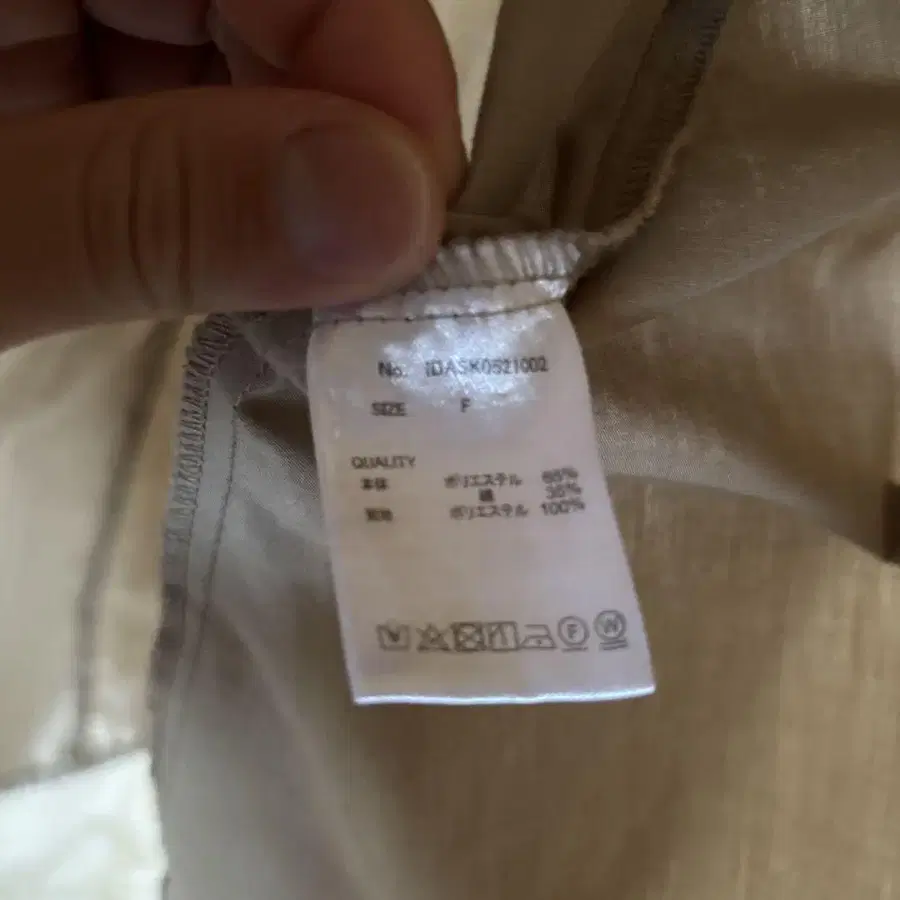 No. IDASK0521002
SIZE F
QUALITY
本体 ポリエステル 65%
綿 35%
別地 ポリエステル 100%
F W